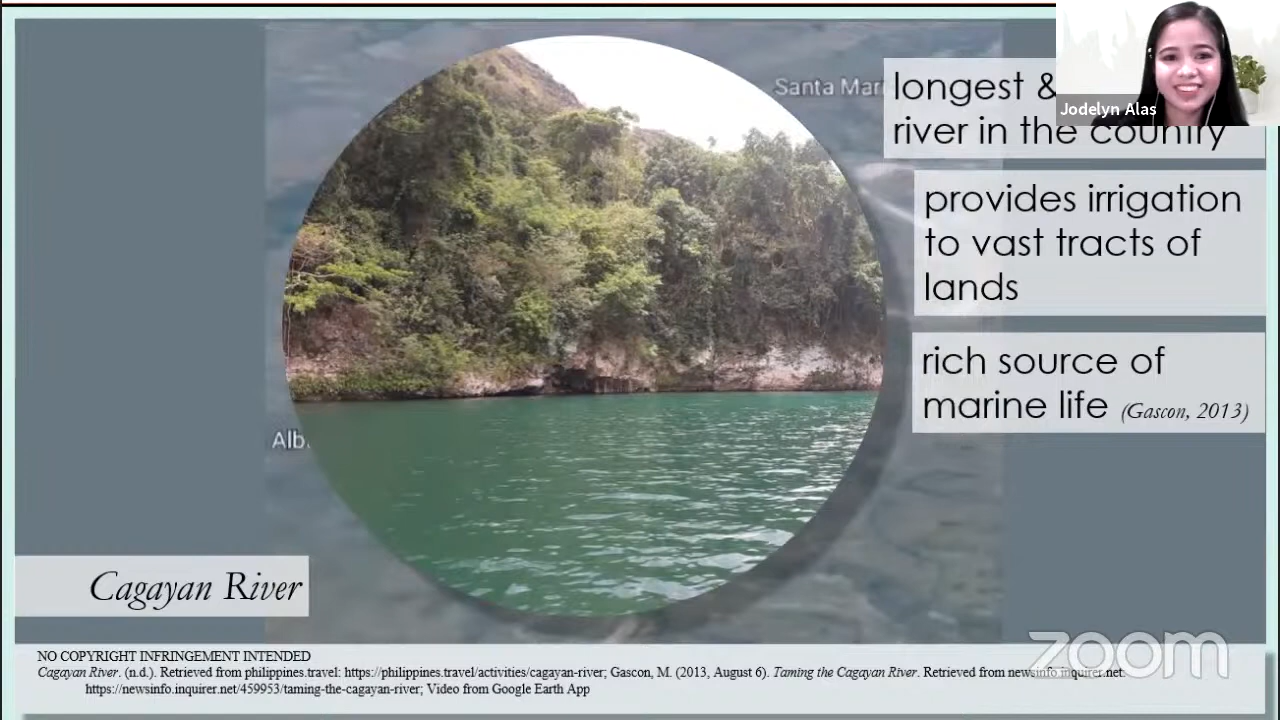 Santa Mari
longest &
river in the country
Jodelyn Alas
provides irrigation
to vast tracts of
lands
rich source of
marine life (Gascon, 2013)
Alb
Cagayan River
zoom
NO COPYRIGHT INFRINGEMENT INTENDED
Cagayan River. (n.d.). Retrieved from philippines.travel: https://philippines.travel/activities/cagayan-river; Gascon, M. (2013, August 6). Taming the Cagayan River. Retrieved from newsinfo.inquirer.net:
https://newsinfo.inquirer.net/459953/taming-the-cagayan-river; Video from Google Earth App